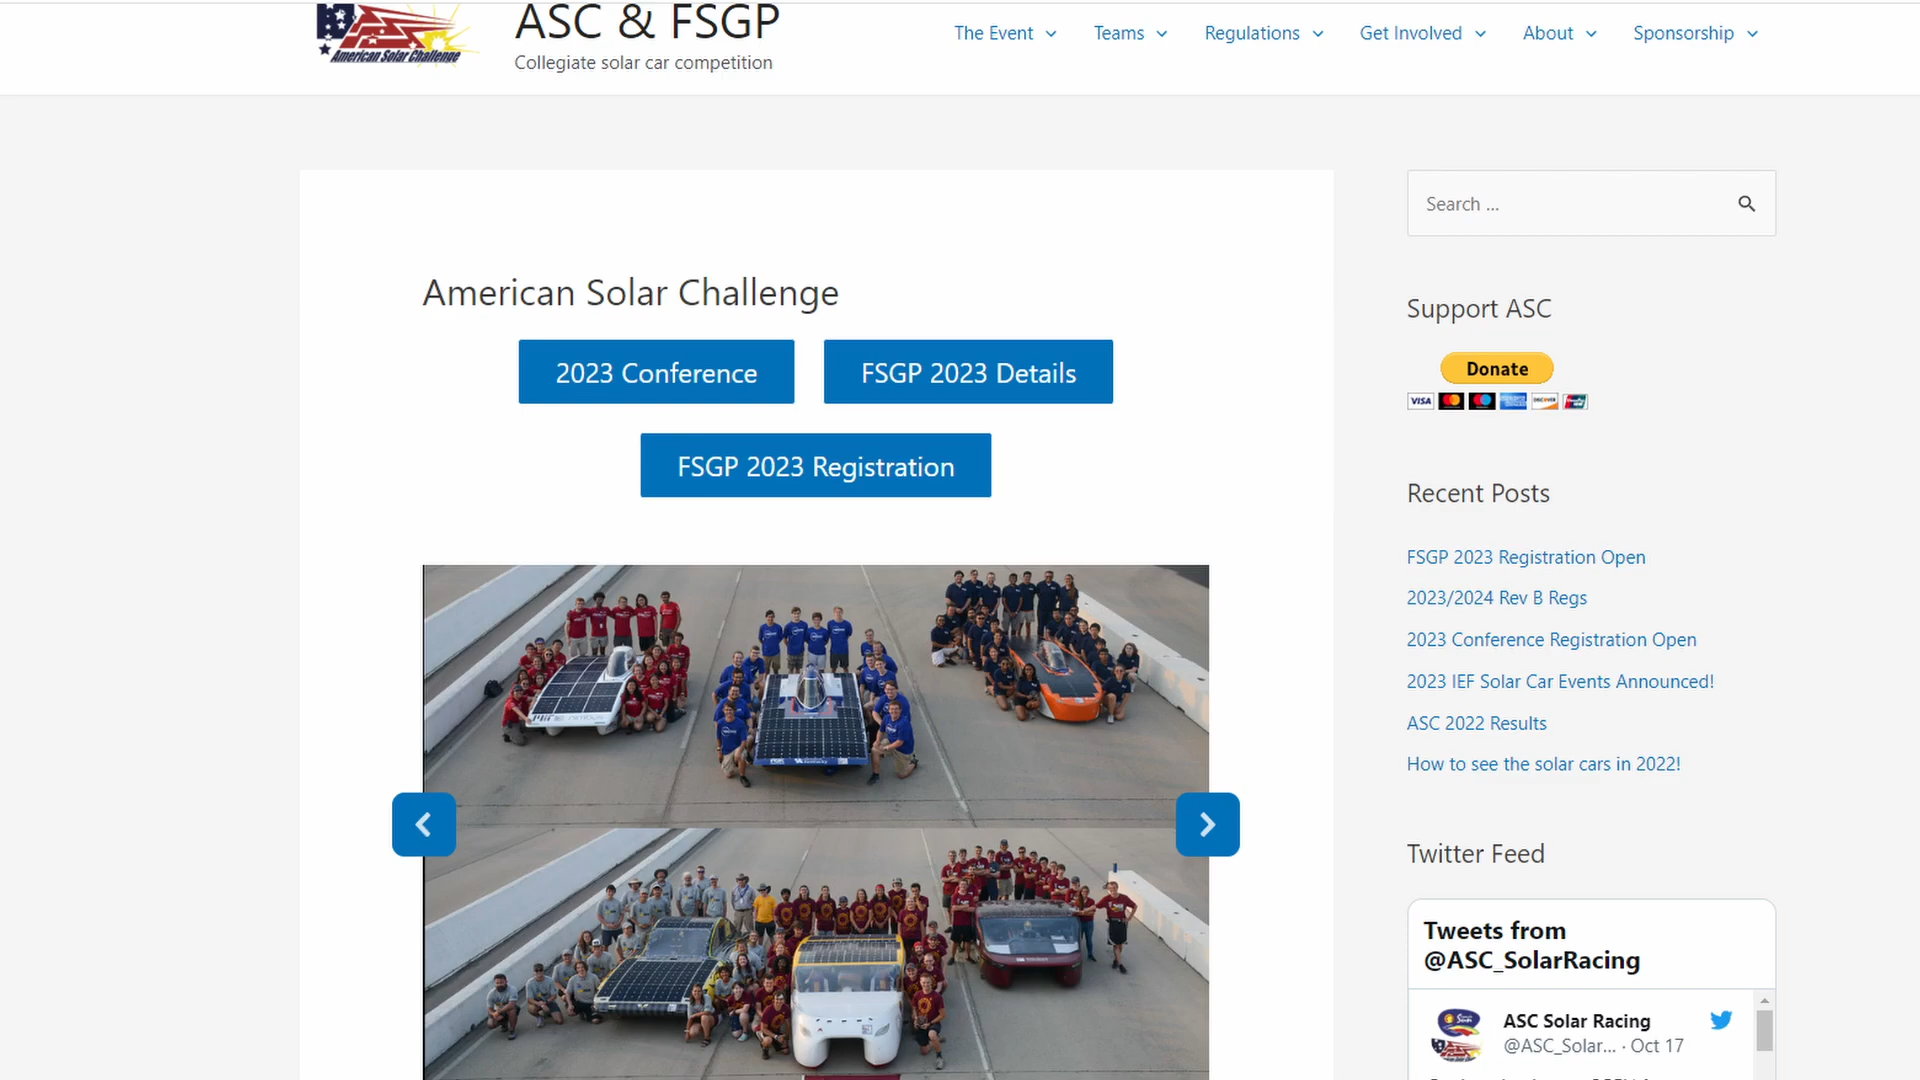 American Solar Challenge
ASC & FSGP
Collegiate solar car competition
The Event
Teams
Regulations
Get Involved
About
Sponsorship
American Solar Challenge
2023 Conference
FSGP 2023 Details
FSGP 2023 Registration
Search ...
Support ASC
Donate
VISA
DISCOVER
Recent Posts
FSGP 2023 Registration Open
2023/2024 Rev B Regs
2023 Conference Registration Open
2023 IEF Solar Car Events Announced!
ASC 2022 Results
How to see the solar cars in 2022!
Twitter Feed
Tweets from
@ASC_SolarRacing
ASC Solar Racing
@ASC_Solar... · Oct 17